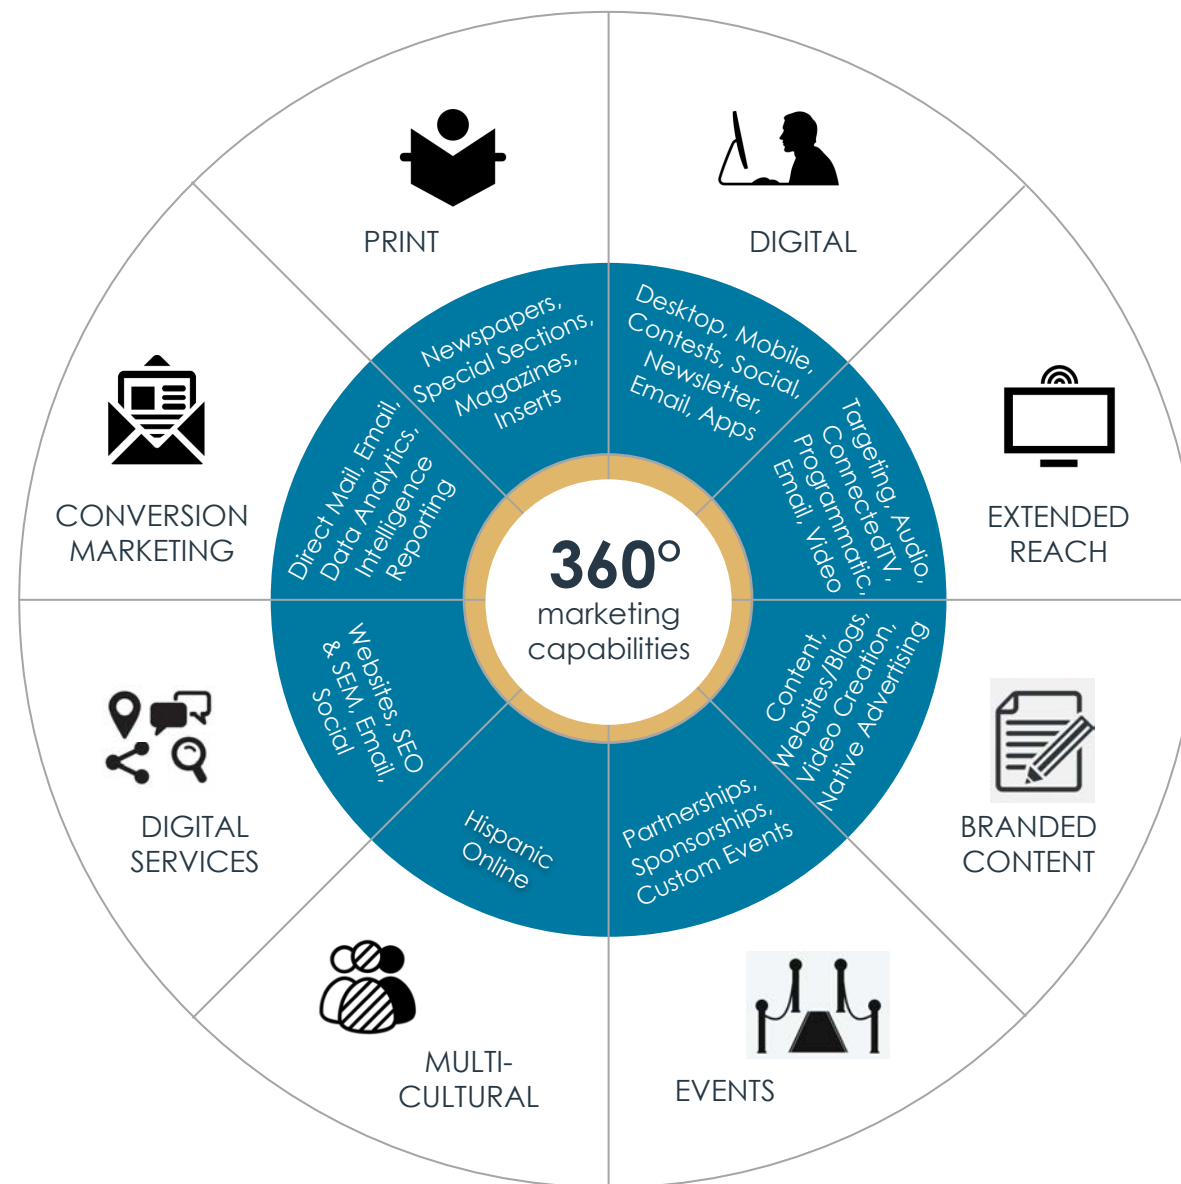 PRINT
Newspapers,
Special Sections,
Magazines,
Inserts
DIGITAL
Desktop, Mobile,
Contests, Social,
Newsletter,
Email, Apps
EXTENDED
REACH
Targeting, Audio,
ConnectedTV,
Programmatic,
Email, Video
BRANDED
CONTENT
Content,
Websites/Blogs,
Video Creation,
Native Advertising
EVENTS
Partnerships,
Sponsorships,
Custom Events
MULTI-
CULTURAL
Hispanic
Online
DIGITAL
SERVICES
Websites, SEO
& SEM, Email,
Social
CONVERSION
MARKETING
Direct Mail, Email,
Data Analytics,
Intelligence
Reporting
360°
marketing
capabilities